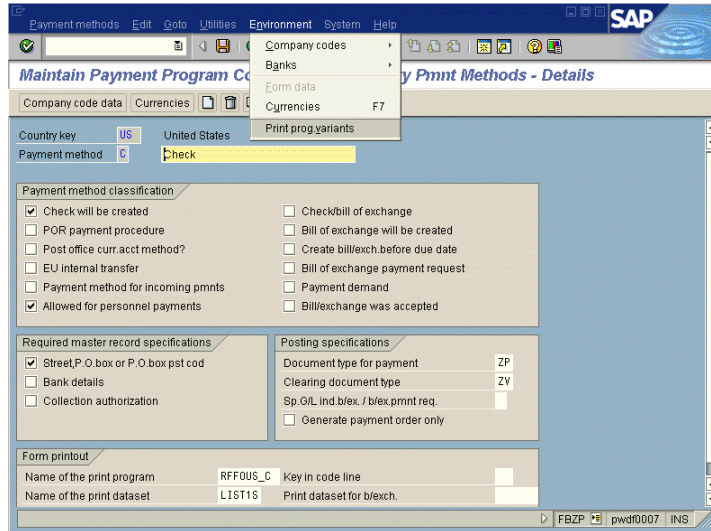 Payment methods Edit Goto Utilities Environment System Help
SAP
Company codes
Banks
Form data
Currencies F7
Print prog.variants
Maintain Payment Program Co y Pmnt Methods - Details
Company code data Currencies
Country key US United States
Payment method C Check
Payment method classification
Check will be created Check/bill of exchange
POR payment procedure Bill of exchange will be created
Post office curr.acct method? Create bill/exch.before due date
EU internal transfer Bill of exchange payment request
Payment method for incoming pmnts Payment demand
Allowed for personnel payments Bill/exchange was accepted
Required master record specifications Posting specifications
Street,P.O.box or P.O.box pst cod Document type for payment ZP
Bank details Clearing document type ZV
Collection authorization Sp.G/L ind.b/ex. / b/ex.pmnt req.
Generate payment order only
Form printout
Name of the print program RFFOUS_C Key in code line
Name of the print dataset LIST1S Print dataset for b/exch.
FBZP pwdf0007 INS